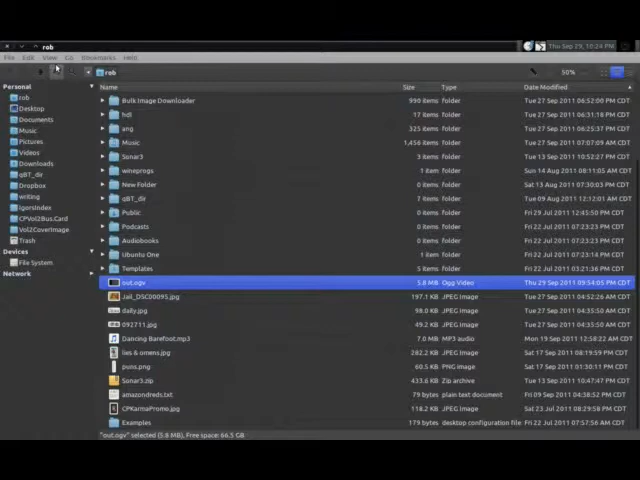 rob
Thu Sep 29, 10:24 PM
File Edit View Go Bookmarks Help
rob 50%
Personal
rob
Desktop
Documents
Music
Pictures
Videos
Downloads
qBT_dir
Dropbox
writing
IgorsIndex
CPVol2Bus.Card
Vol2CoverImage
Trash
Devices
File System
Network
Name Size Type Date Modified
Bulk Image Downloader 990 items folder Tue 27 Sep 2011 06:52:00 PM CDT
hdl 17 items folder Tue 27 Sep 2011 06:31:18 PM CDT
ang 325 items folder Tue 27 Sep 2011 06:25:37 PM CDT
Music 1,456 items folder Tue 27 Sep 2011 07:07:09 AM CDT
Sonar3 3 items folder Tue 13 Sep 2011 10:52:27 PM CDT
wineprogs 1 item folder Sun 14 Aug 2011 08:11:05 AM CDT
New Folder 0 items folder Sat 13 Aug 2011 07:30:03 PM CDT
qBT_dir 7 items folder Tue 09 Aug 2011 12:12:01 AM CDT
Public 0 items folder Fri 29 Jul 2011 12:45:50 PM CDT
Podcasts 0 items folder Fri 22 Jul 2011 07:23:23 PM CDT
Audiobooks 0 items folder Fri 22 Jul 2011 07:23:23 PM CDT
Ubuntu One 0 items folder Fri 22 Jul 2011 07:23:14 PM CDT
Templates 0 items folder Fri 22 Jul 2011 03:21:36 PM CDT
out.ogv 5.8 MB Ogg Video Thu 29 Sep 2011 09:54:05 PM CDT
Jail_DSC00095.jpg 197.1 KB JPEG Image Tue 27 Sep 2011 04:52:26 AM CDT
daily.jpg 98.0 KB JPEG Image Tue 27 Sep 2011 04:35:50 AM CDT
092711.jpg 49.2 KB JPEG Image Tue 27 Sep 2011 04:35:50 AM CDT
Dancing Barefoot.mp3 7.0 MB MP3 audio Mon 19 Sep 2011 12:58:22 AM CDT
lies & omens.jpg 282.2 KB JPEG Image Sat 17 Sep 2011 08:19:59 PM CDT
puns.png 60.5 KB PNG image Sat 17 Sep 2011 01:30:11 PM CDT
Sonar3.zip 433.6 KB Zip archive Tue 13 Sep 2011 10:47:47 PM CDT
amazondreds.txt 79 bytes plain text document Fri 09 Sep 2011 04:38:52 PM CDT
CPKarmaPromo.jpg 118.2 KB JPEG Image Sat 23 Jul 2011 08:29:58 PM CDT
Examples 179 bytes desktop configuration file Fri 22 Jul 2011 07:57:56 AM CDT
"out.ogv" selected (5.8 MB), Free space: 66.5 GB